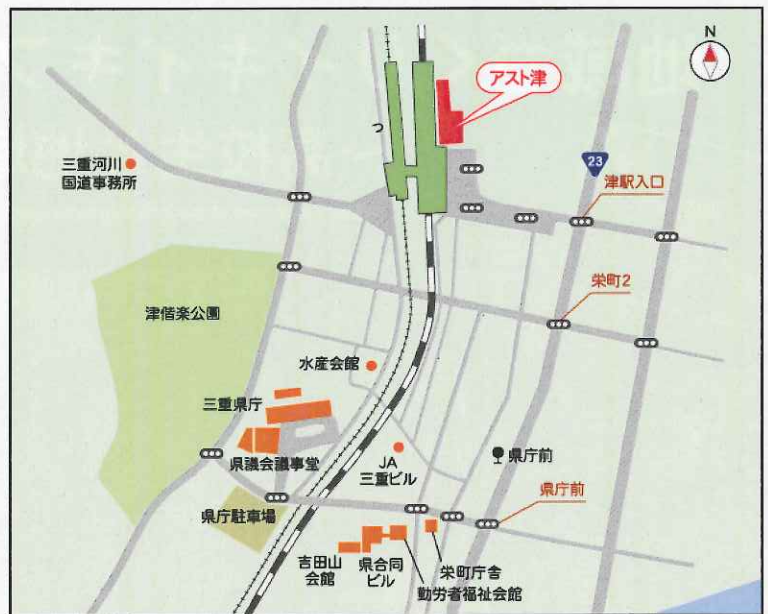 N
アスト津
つ
23
三重河川
国道事務所
津駅入口
栄町2
津偕楽公園
水産会館
三重県庁
県議会議事堂
JA
三重ビル
県庁前
県庁前
県庁駐車場
吉田山
会館
県合同
ビル
栄町庁舎
勤労者福祉会館